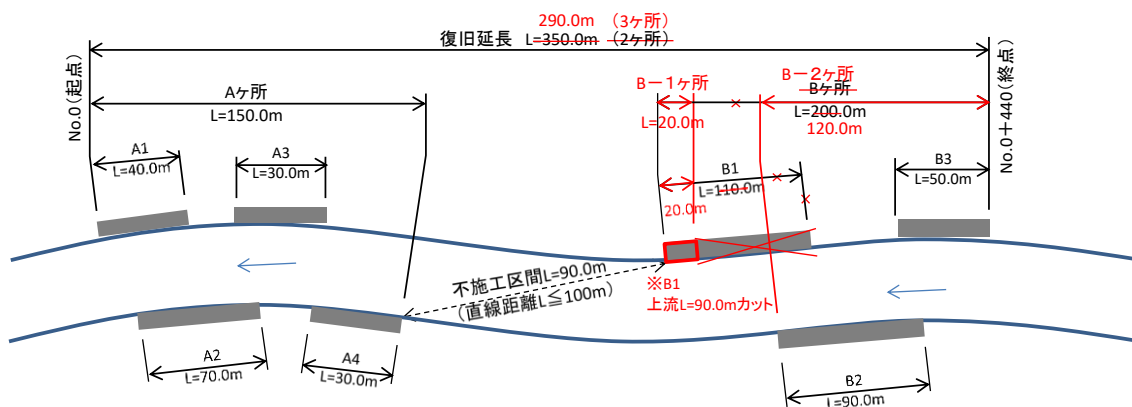 290.0m （3ヶ所）
復旧延長 L=350.0m （2ヶ所）
No.0（起点）
Aヶ所
L=150.0m
B－1ヶ所
L=20.0m
B－2ヶ所
Bヶ所
L=200.0m
120.0m
No.0＋440（終点）
A1
L=40.0m
A3
L=30.0m
B1
L=110.0m
20.0m
B3
L=50.0m
不施工区間L=90.0m
（直線距離L≦100m）
※B1
上流L=90.0mカット
A2
L=70.0m
A4
L=30.0m
B2
L=90.0m